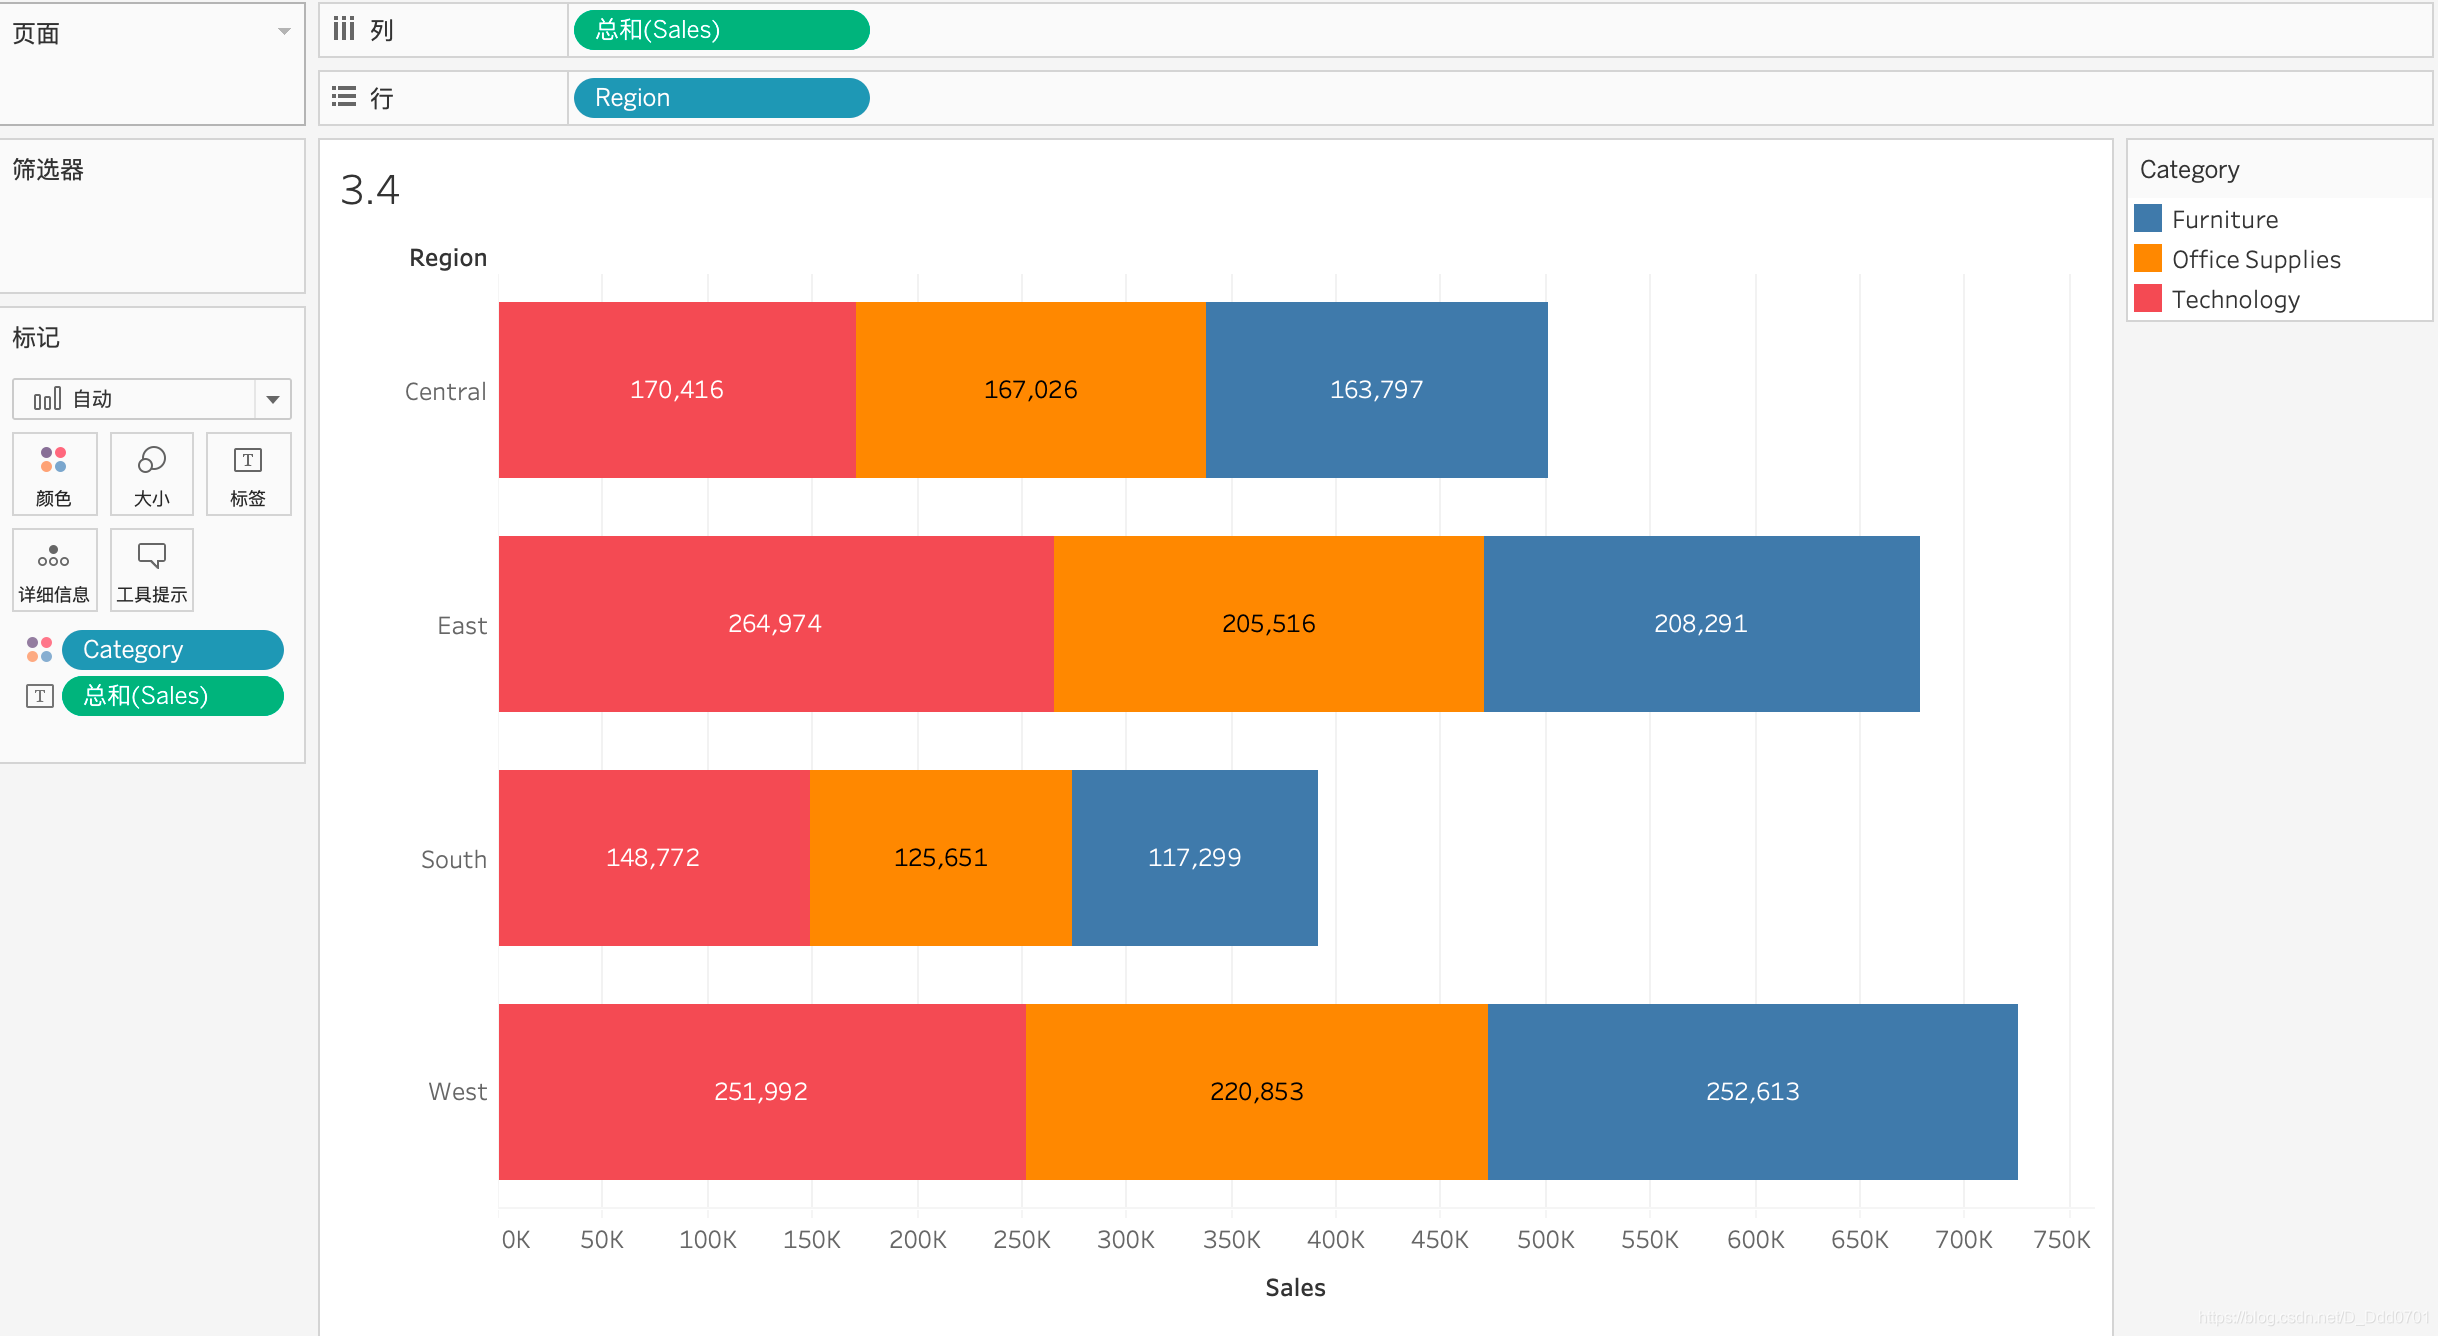 页面
列
总和(Sales)
行
Region
筛选器
3.4
Category
Furniture
Office Supplies
Technology
标记
自动
颜色
大小
T
标签
详细信息
工具提示
Category
T
总和(Sales)
Region
Central
170,416
167,026
163,797
East
264,974
205,516
208,291
South
148,772
125,651
117,299
West
251,992
220,853
252,613
0K
50K
100K
150K
200K
250K
300K
350K
400K
450K
500K
550K
600K
650K
700K
750K
Sales
https://blog.csdn.net/D_Ddd0701